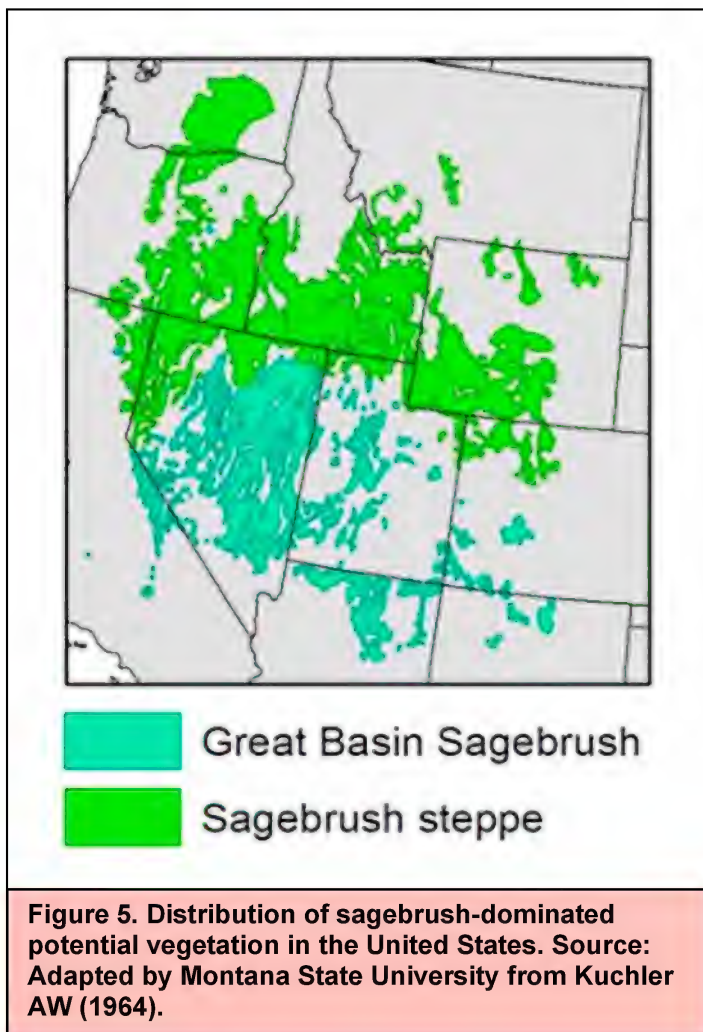 Great Basin Sagebrush
Sagebrush steppe
Figure 5. Distribution of sagebrush-dominated
potential vegetation in the United States. Source:
Adapted by Montana State University from Kuchler
AW (1964).